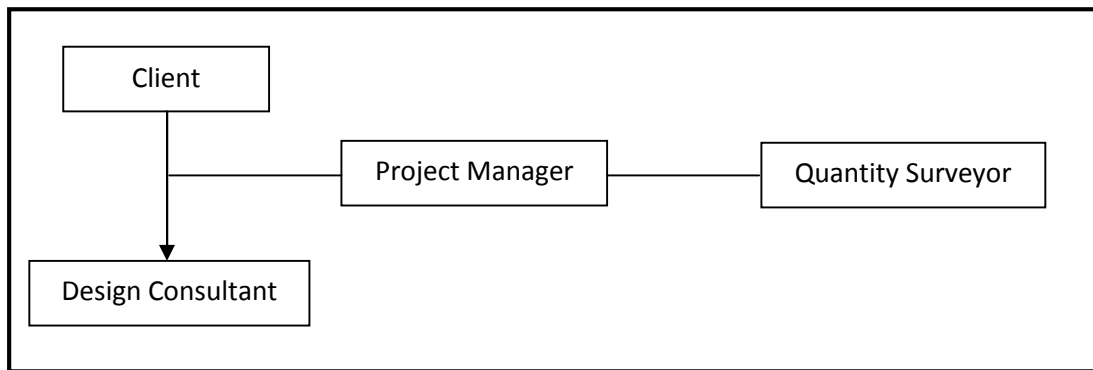 Client
Project Manager
Quantity Surveyor
Design Consultant